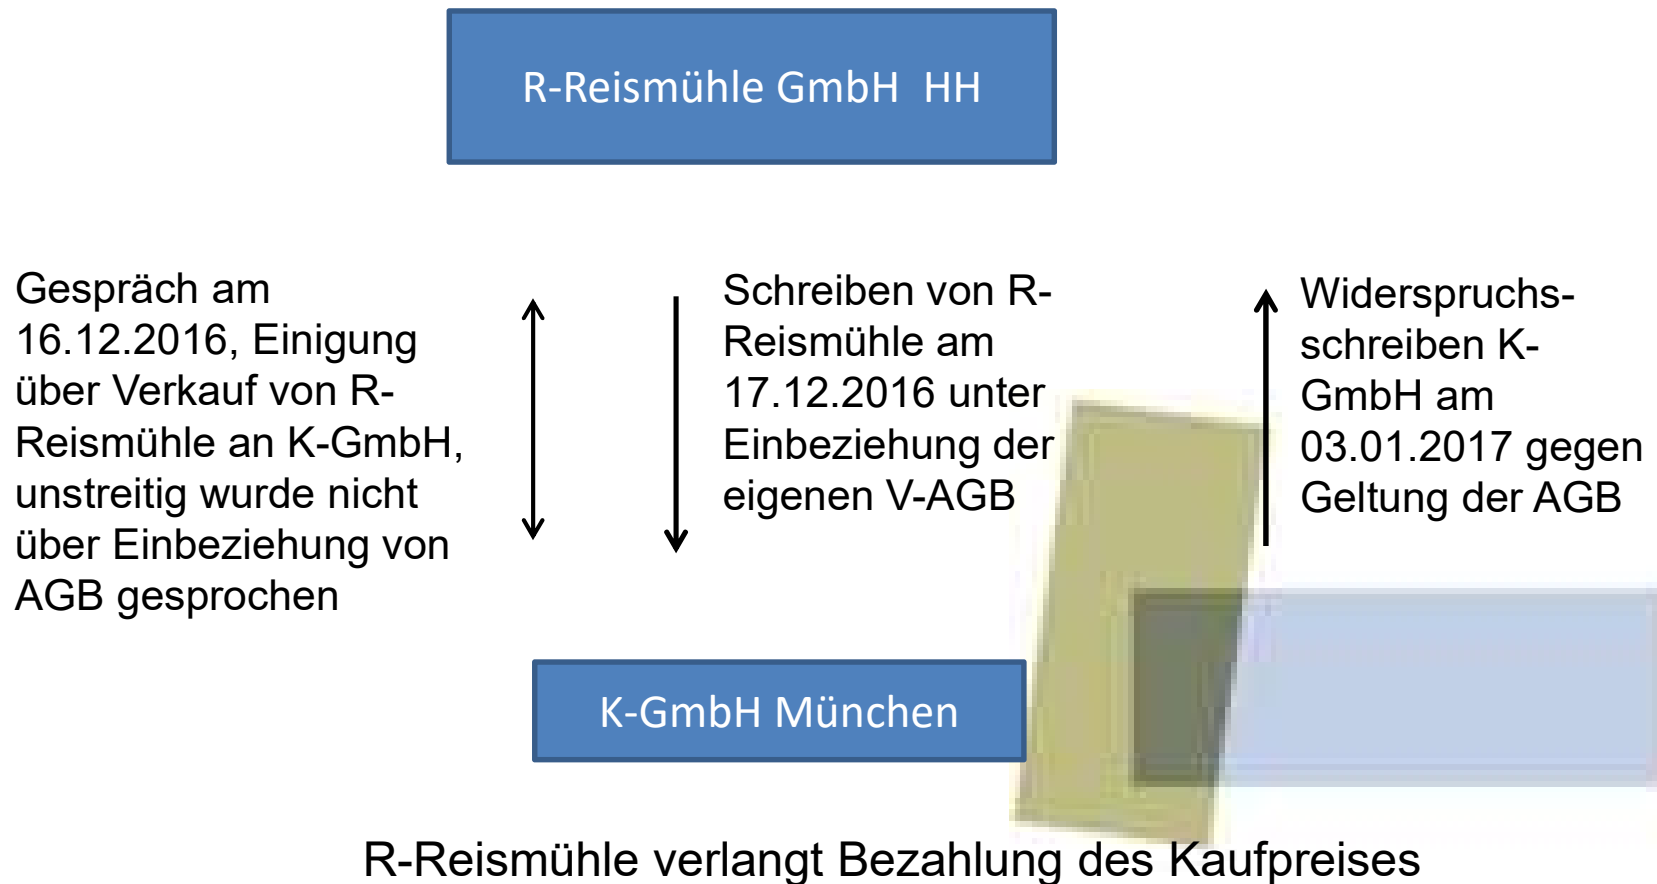 R-Reismühle GmbH  HH
Gespräch am
16.12.2016, Einigung
über Verkauf von R-
Reismühle an K-GmbH,
unstreitig wurde nicht
über Einbeziehung von
AGB gesprochen
Schreiben von R-
Reismühle am
17.12.2016 unter
Einbeziehung der
eigenen V-AGB
Widerspruchs-
schreiben K-
GmbH am
03.01.2017 gegen
Geltung der AGB
K-GmbH München
R-Reismühle verlangt Bezahlung des Kaufpreises